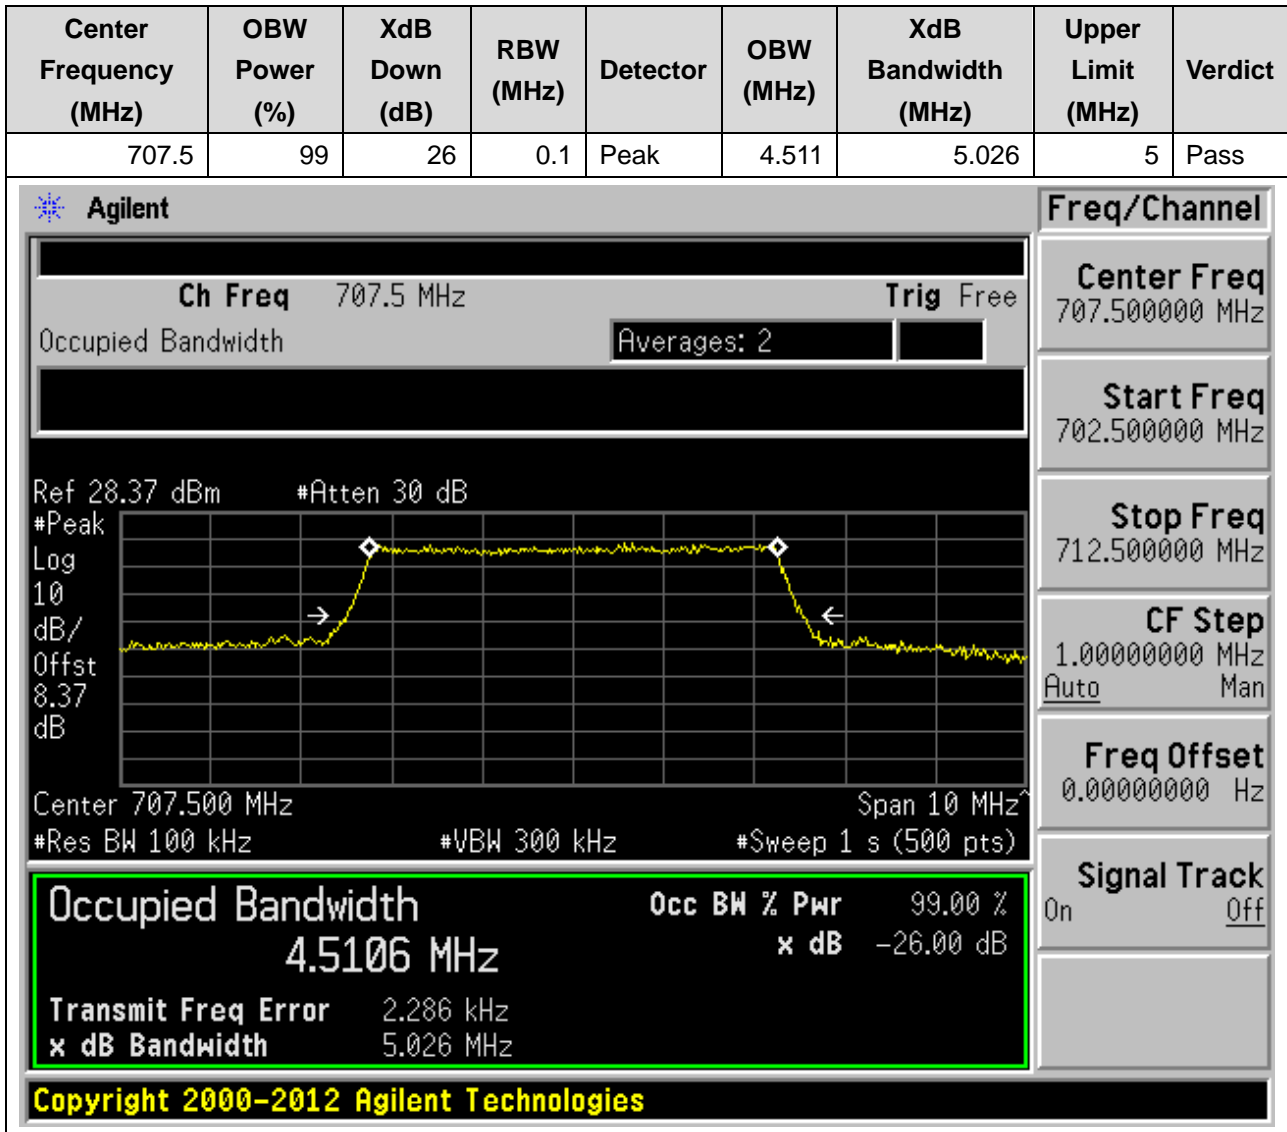 Center Frequency (MHz) OBW Power (%) XdB Down (dB) RBW (MHz) Detector OBW (MHz) XdB Bandwidth (MHz) Upper Limit (MHz) Verdict
707.5 99 26 0.1 Peak 4.511 5.026 5 Pass
Agilent
Freq/Channel
Ch Freq 707.5 MHz Trig Free
Occupied Bandwidth Averages: 2
Center Freq
707.500000 MHz
Start Freq
702.500000 MHz
Stop Freq
712.500000 MHz
CF Step
1.00000000 MHz
Auto Man
Freq Offset
0.00000000 Hz
Signal Track
On Off
Ref 28.37 dBm #Atten 30 dB
#Peak
Log
10
dB/
Offst
8.37
dB
Center 707.500 MHz Span 10 MHz^
#Res BW 100 kHz #VBW 300 kHz #Sweep 1 s (500 pts)
Occupied Bandwidth Occ BW % Pwr 99.00 %
4.5106 MHz x dB -26.00 dB
Transmit Freq Error 2.286 kHz
x dB Bandwidth 5.026 MHz
Copyright 2000-2012 Agilent Technologies